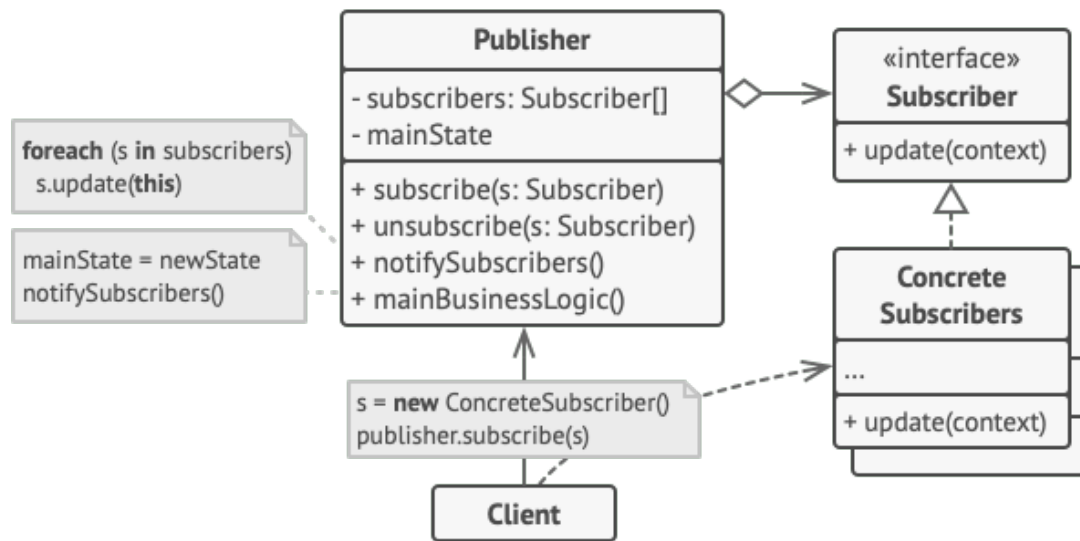 Publisher
- subscribers: Subscriber[]
- mainState
+ subscribe(s: Subscriber)
+ unsubscribe(s: Subscriber)
+ notifySubscribers()
+ mainBusinessLogic()
«interface»
Subscriber
+ update(context)
foreach (s in subscribers)
s.update(this)
mainState = newState
notifySubscribers()
Concrete
Subscribers
...
+ update(context)
s = new ConcreteSubscriber()
publisher.subscribe(s)
Client